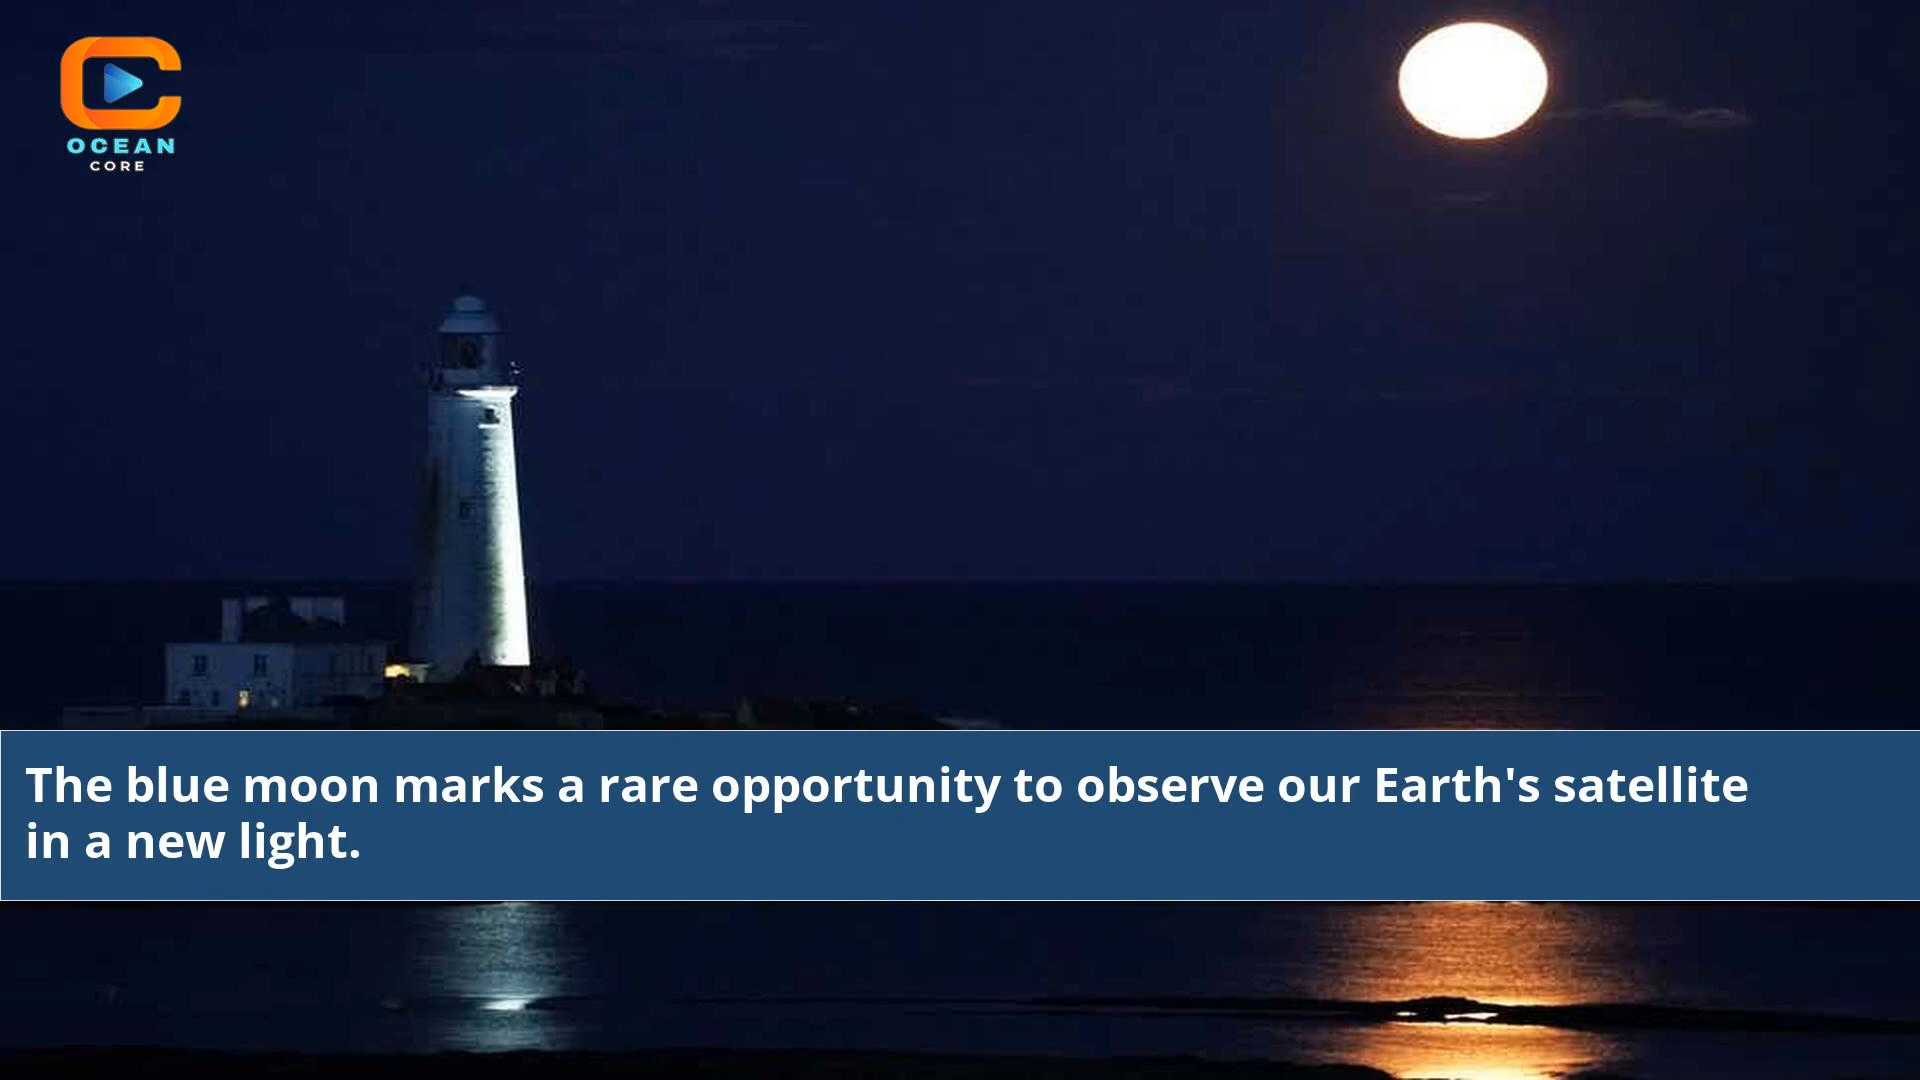 OCEAN
CORE
The blue moon marks a rare opportunity to observe our Earth's satellite
in a new light.